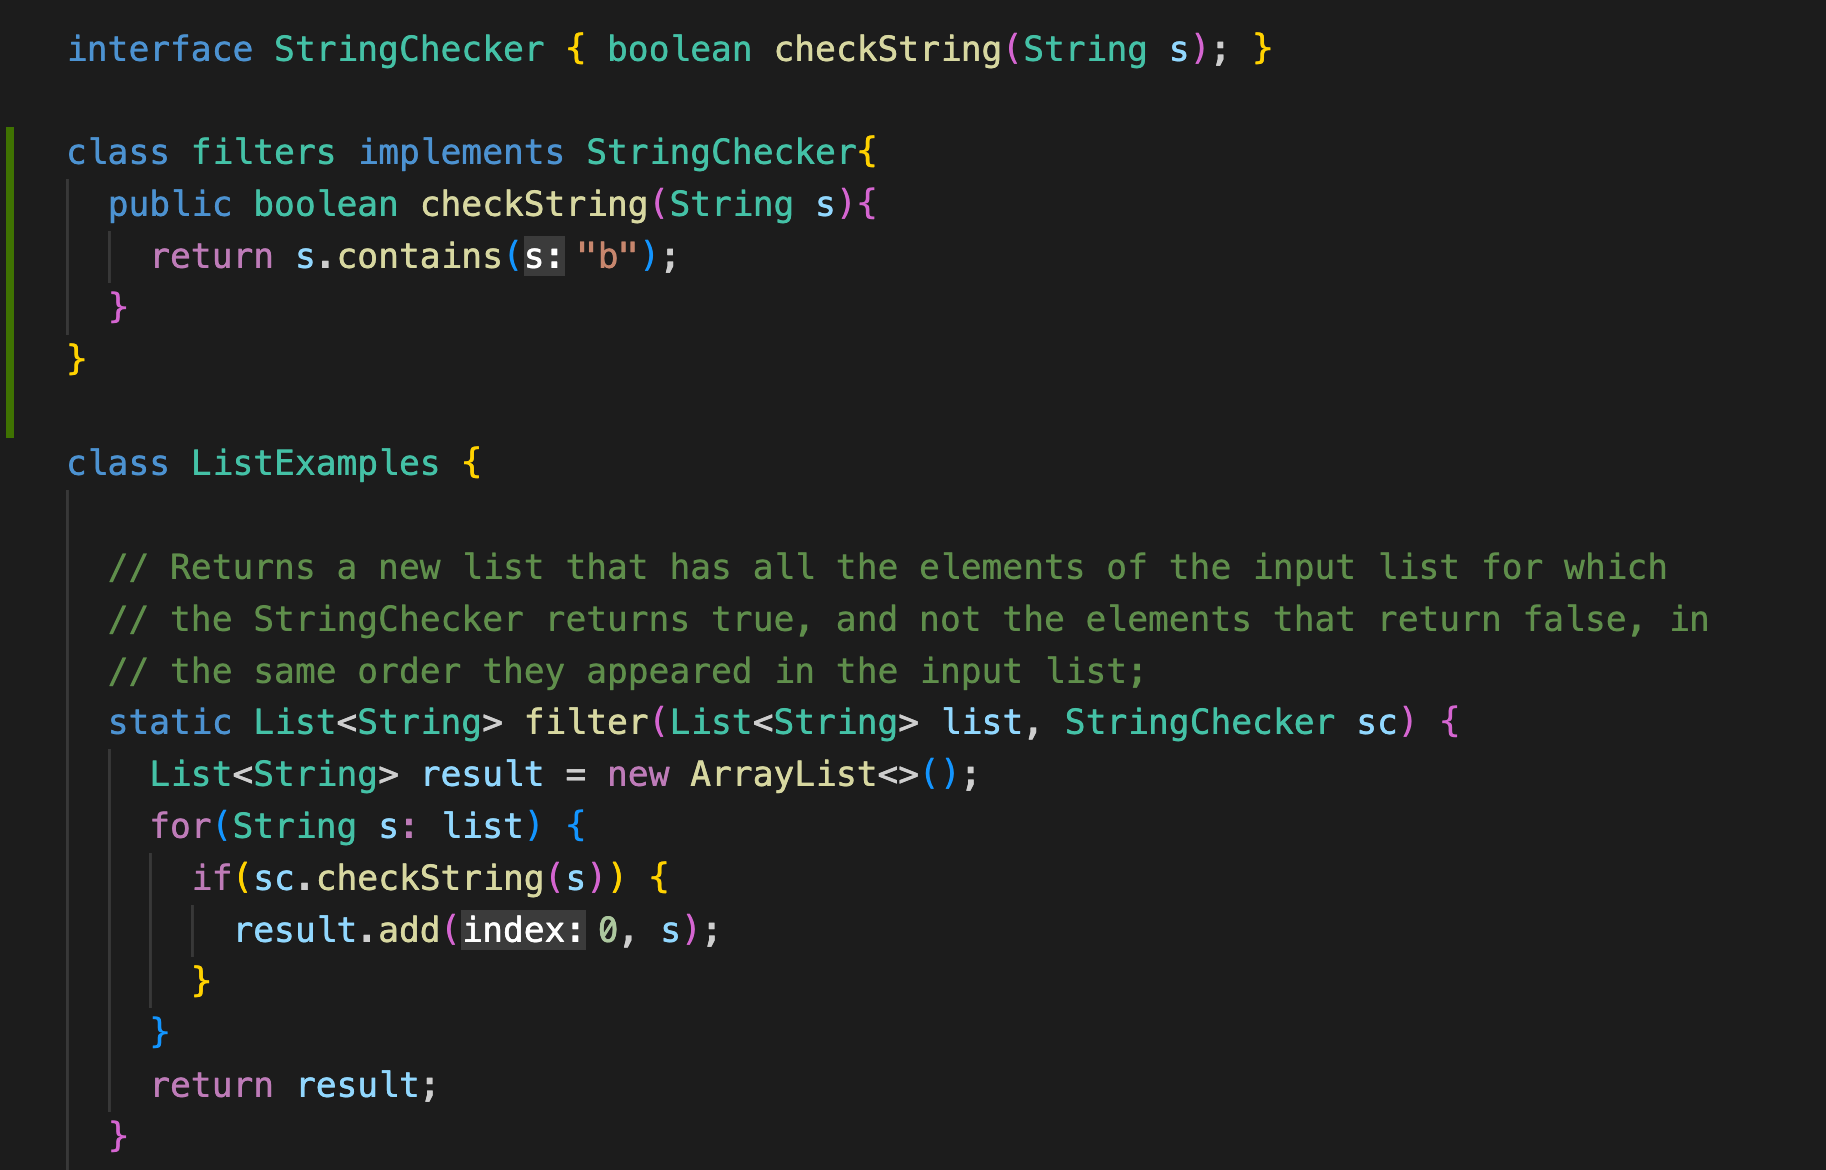 interface StringChecker { boolean checkString(String s); }
class filters implements StringChecker{
public boolean checkString(String s){
return s.contains(s: "b");
}
}
class ListExamples {
// Returns a new list that has all the elements of the input list for which
// the StringChecker returns true, and not the elements that return false, in
// the same order they appeared in the input list;
static List<String> filter(List<String> list, StringChecker sc) {
List<String> result = new ArrayList<>();
for(String s: list) {
if(sc.checkString(s)) {
result.add(index: 0, s);
}
}
return result;
}